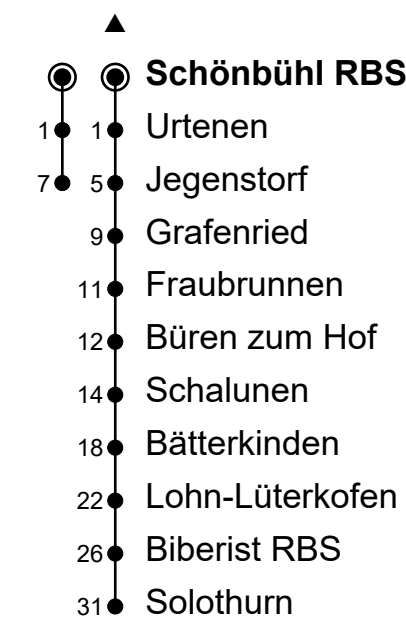 Schönbühl RBS
1 1 Urtenen
7 5 Jegenstorf
9 Grafenried
11 Fraubrunnen
12 Büren zum Hof
14 Schalunen
18 Bätterkinden
22 Lohn-Lüterkofen
26 Biberist RBS
31 Solothurn